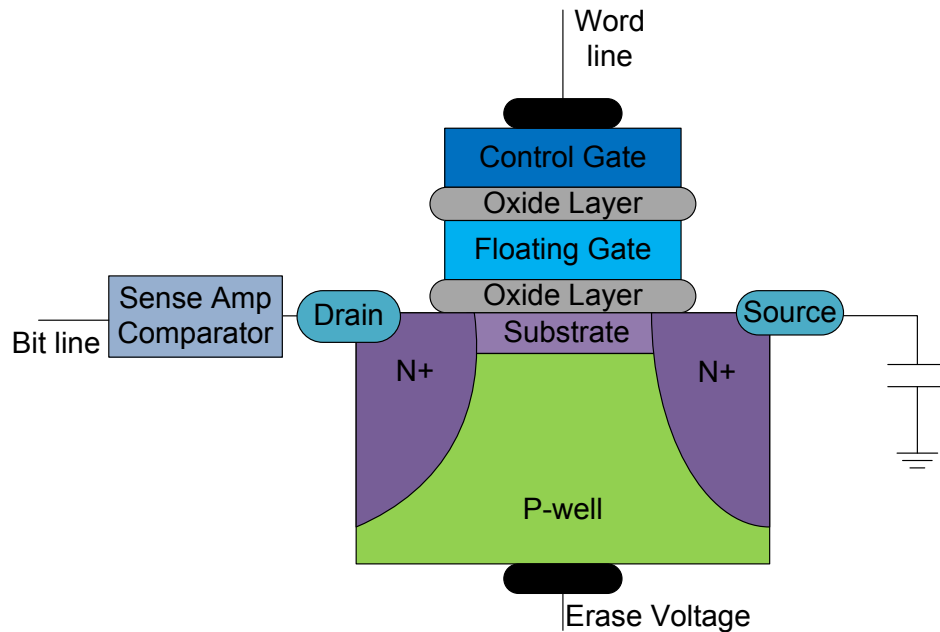 Word
line
Control Gate
Oxide Layer
Floating Gate
Oxide Layer
Sense Amp
Comparator
Bit line
Drain
Substrate
Source
N+
N+
P-well
Erase Voltage